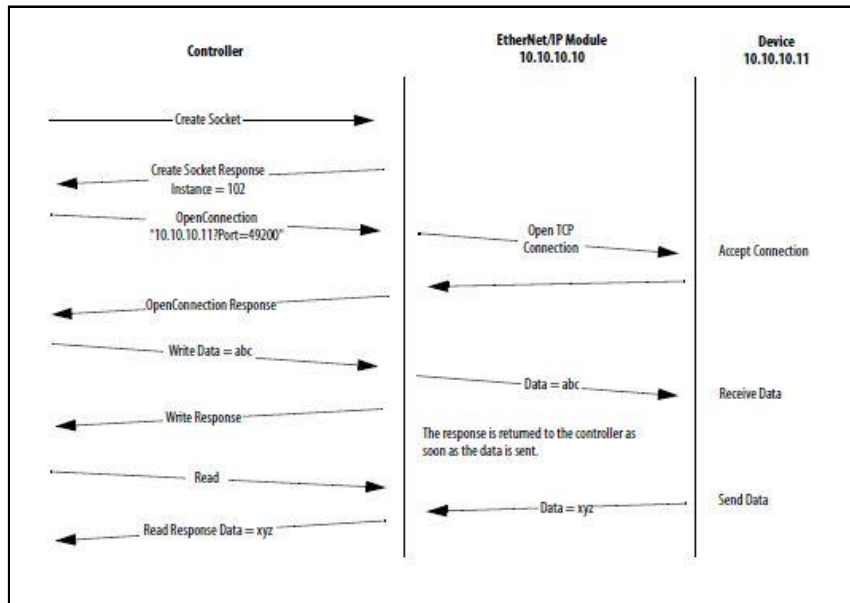 Controller
EtherNet/IP Module
10.10.10.10
Device
10.10.10.11
Create Socket
Create Socket Response
Instance = 102
OpenConnection
"10.10.10.11?Port=49200"
Open TCP
Connection
Accept Connection
OpenConnection Response
Write Data = abc
Data = abc
Receive Data
Write Response
The response is returned to the controller as
soon as the data is sent.
Read
Send Data
Data = xyz
Read Response Data = xyz